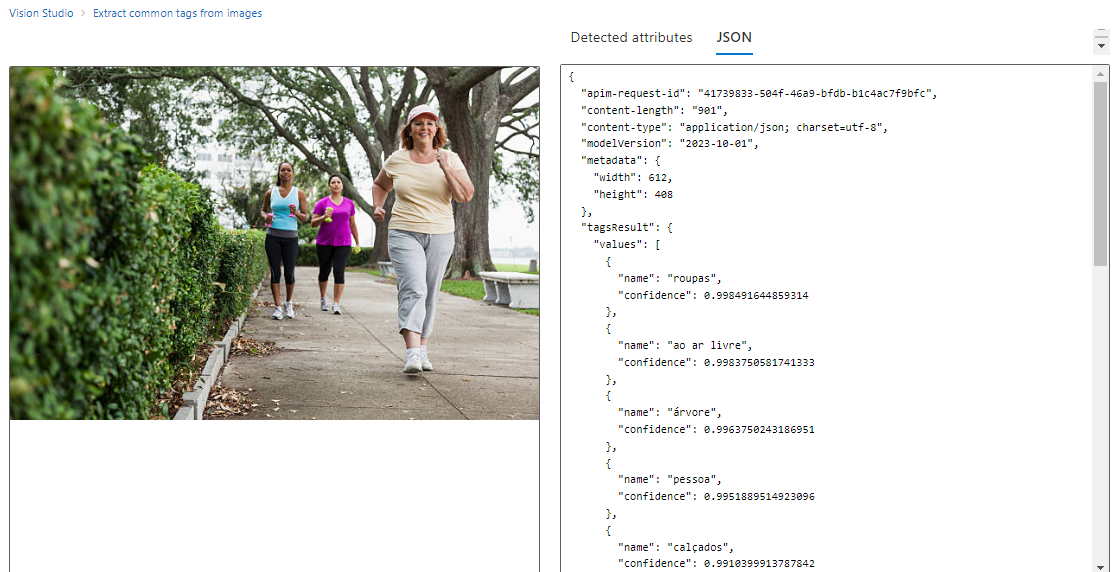 Vision Studio > Extract common tags from images
Detected attributes JSON
{
"apim-request-id": "41739833-504f-46a9-bfdb-b1c4ac7f9bfc",
"content-length": "901",
"content-type": "application/json; charset=utf-8",
"modelVersion": "2023-10-01",
"metadata": {
"width": 612,
"height": 408
},
"tagsResult": {
"values": [
{
"name": "roupas",
"confidence": 0.998491644859314
},
{
"name": "ao ar livre",
"confidence": 0.9983750581741333
},
{
"name": "árvore",
"confidence": 0.9963750243186951
},
{
"name": "pessoa",
"confidence": 0.9951889514923096
},
{
"name": "calçados",
"confidence": 0.9910399913787842